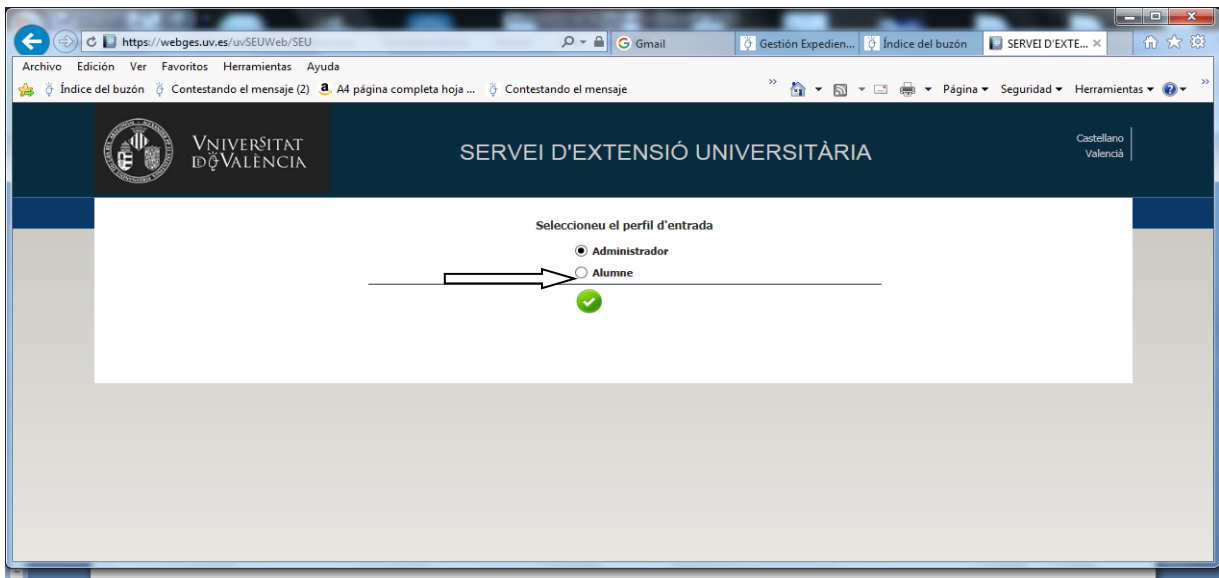 https://webges.uv.es/uvSEUWeb/SEU
Gmail
Gestión Expedien...
Índice del buzón
SERVEI D'EXTE...
Archivo Edición Ver Favoritos Herramientas Ayuda
Índice del buzón Contestando el mensaje (2) A4 página completa hoja ... Contestando el mensaje
Página Seguridad Herramientas
VNIVERSITAT
D VALÈNCIA
SERVEI D'EXTENSIÓ UNIVERSITÀRIA
Castellano
Valencià
Seleccioneu el perfil d'entrada
Administrador
Alumne